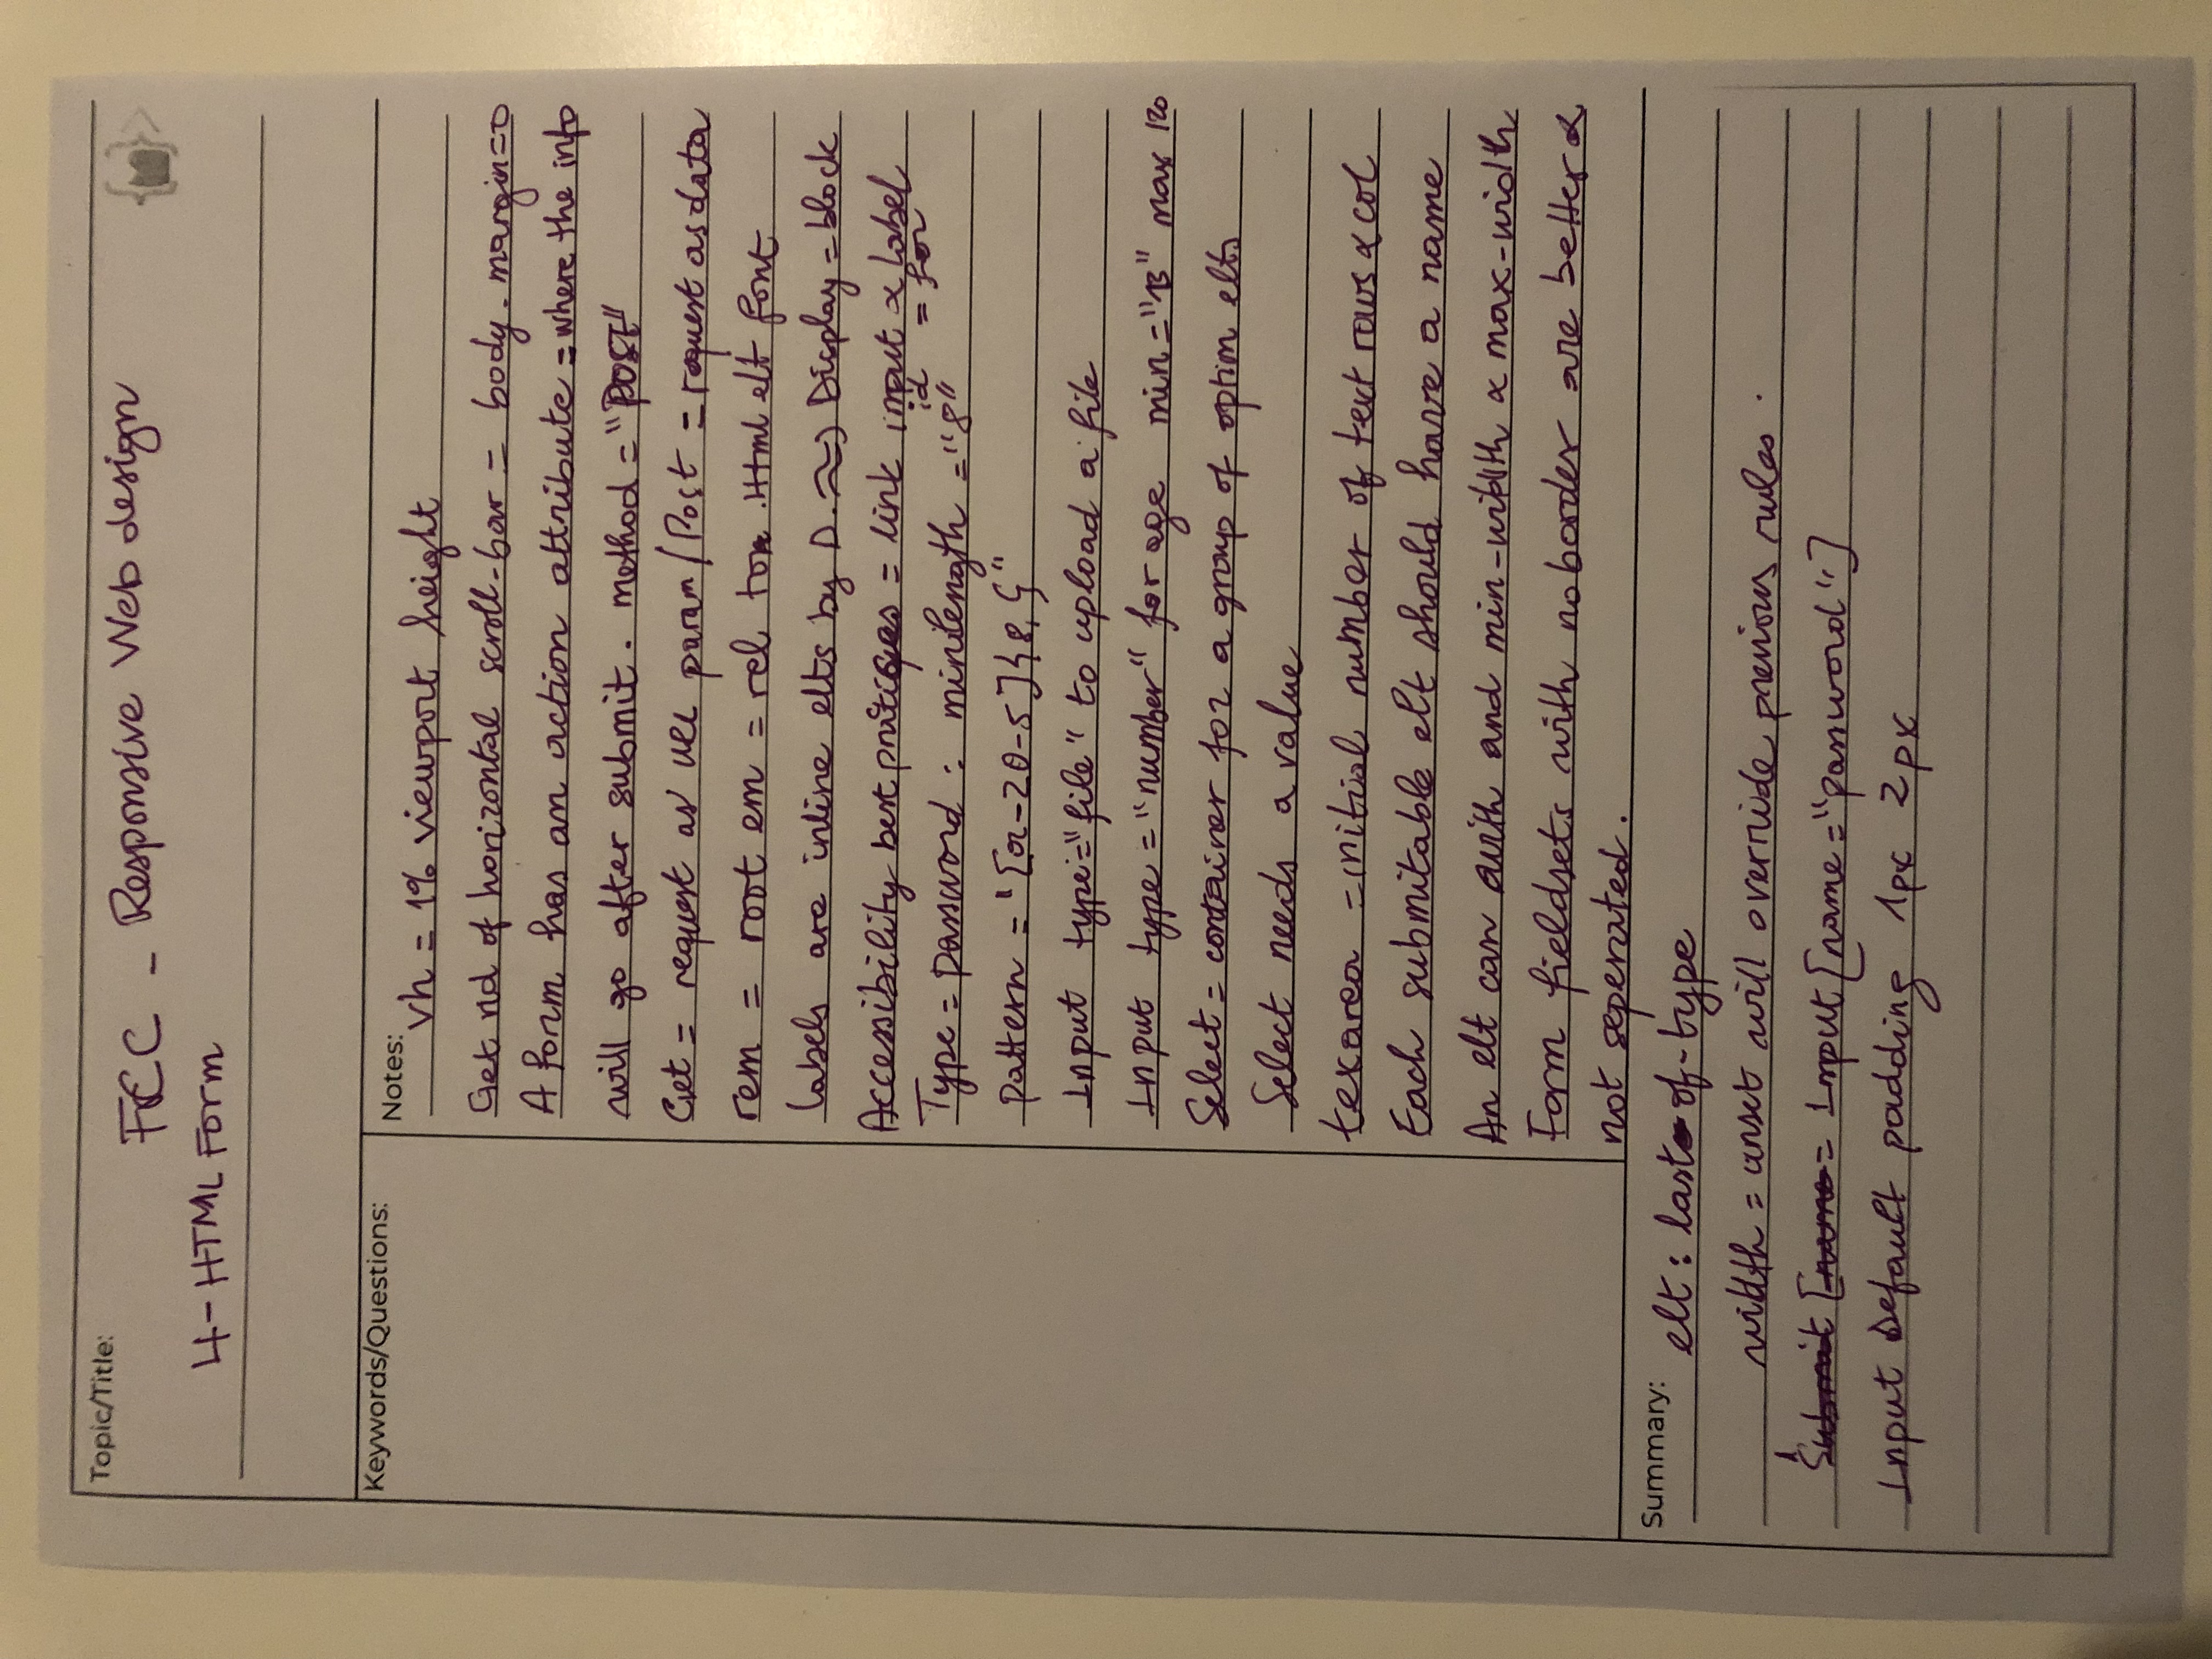 Topic/Title:
FCC - Responsive Web design
4- HTML Form
Keywords/Questions:
Notes:
vh = 1% viewport height
Get rid of horizontal scroll-bar = body. margin=0
A form has an action attribute = where the info
will go after submit. method = "POST"
Get = request as URL param / Post = request as data
rem = root em = rel to Html elt font
labels are inline elts by D. => Display = block
Accessibility best pratiques = link input & label
id = for
Type = password : minlength = "8"
pattern = "[a-z0-5]{8,}"
Input type="file" to upload a file
Input type = "number" for age min = "13" max 120
Select = container for a group of option elts
Select needs a value
texarea = initial number of text rows & col
Each submitable elt should have a name
An elt can with and min-width & max-width
Form fieldsets with no border are better &
not seperated.
Summary:
elt : last-of-type
width = unset will override previous rules.
Submit [name = Input [name = "password"]
Input Default padding 1px 2px